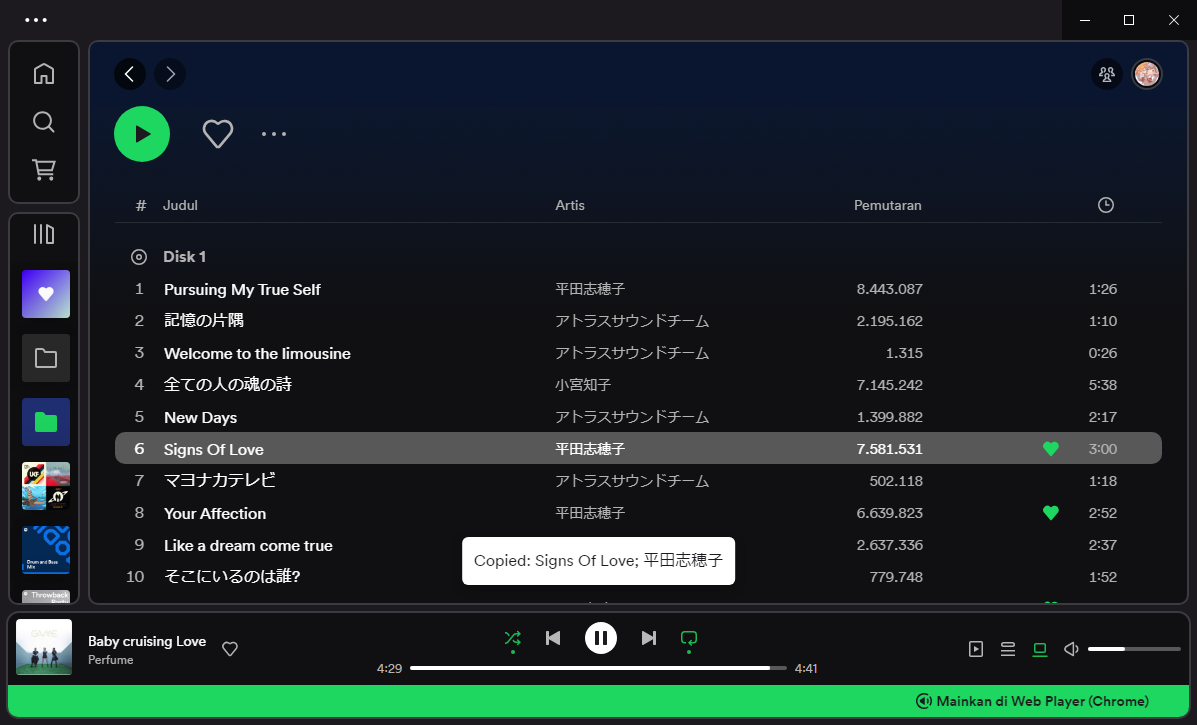 # Judul Artis Pemutaran
Disk 1
1 Pursuing My True Self 平田志穂子 8.443.087 1:26
2 記憶の片隅 アトラスサウンドチーム 2.195.162 1:10
3 Welcome to the limousine アトラスサウンドチーム 1.315 0:26
4 全ての人の魂の詩 小宮知子 7.145.242 5:38
5 New Days アトラスサウンドチーム 1.399.882 2:17
6 Signs Of Love 平田志穂子 7.581.531 3:00
7 マヨナカテレビ アトラスサウンドチーム 502.118 1:18
8 Your Affection 平田志穂子 6.639.823 2:52
9 Like a dream come true 2.637.336 2:37
10 そこにいるのは誰? 779.748 1:52
Copied: Signs Of Love; 平田志穂子
UKF
Drum and Bass
Mix
Throwback
GAME
Baby cruising Love
Perfume
4:29 4:41
Mainkan di Web Player (Chrome)